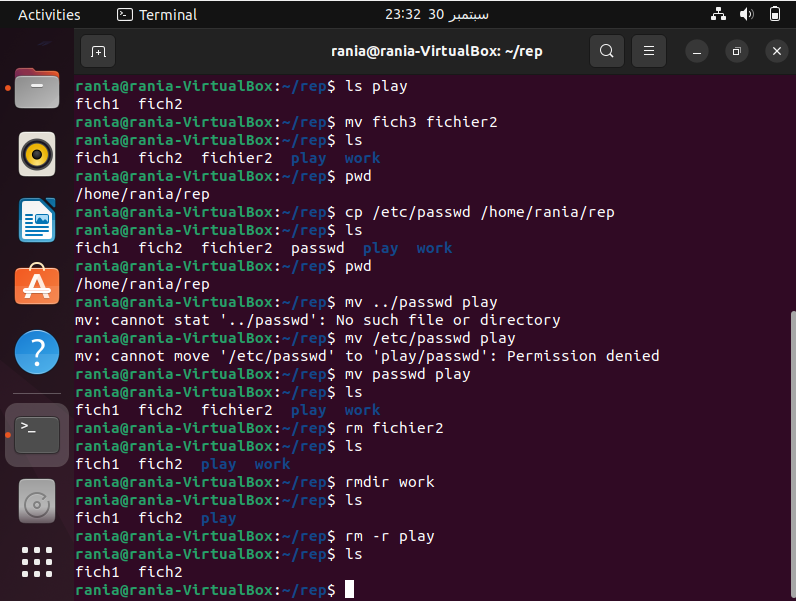 Activities
Terminal
23:32 30 سبتمبر
rania@rania-VirtualBox: ~/rep
rania@rania-VirtualBox:~/rep$ ls play
fich1 fich2
rania@rania-VirtualBox:~/rep$ mv fich3 fichier2
rania@rania-VirtualBox:~/rep$ ls
fich1 fich2 fichier2 play work
rania@rania-VirtualBox:~/rep$ pwd
/home/rania/rep
rania@rania-VirtualBox:~/rep$ cp /etc/passwd /home/rania/rep
rania@rania-VirtualBox:~/rep$ ls
fich1 fich2 fichier2 passwd play work
rania@rania-VirtualBox:~/rep$ pwd
/home/rania/rep
rania@rania-VirtualBox:~/rep$ mv ../passwd play
mv: cannot stat '../passwd': No such file or directory
rania@rania-VirtualBox:~/rep$ mv /etc/passwd play
mv: cannot move '/etc/passwd' to 'play/passwd': Permission denied
rania@rania-VirtualBox:~/rep$ mv passwd play
rania@rania-VirtualBox:~/rep$ ls
fich1 fich2 fichier2 play work
rania@rania-VirtualBox:~/rep$ rm fichier2
rania@rania-VirtualBox:~/rep$ ls
fich1 fich2 play work
rania@rania-VirtualBox:~/rep$ rmdir work
rania@rania-VirtualBox:~/rep$ ls
fich1 fich2 play
rania@rania-VirtualBox:~/rep$ rm -r play
rania@rania-VirtualBox:~/rep$ ls
fich1 fich2
rania@rania-VirtualBox:~/rep$